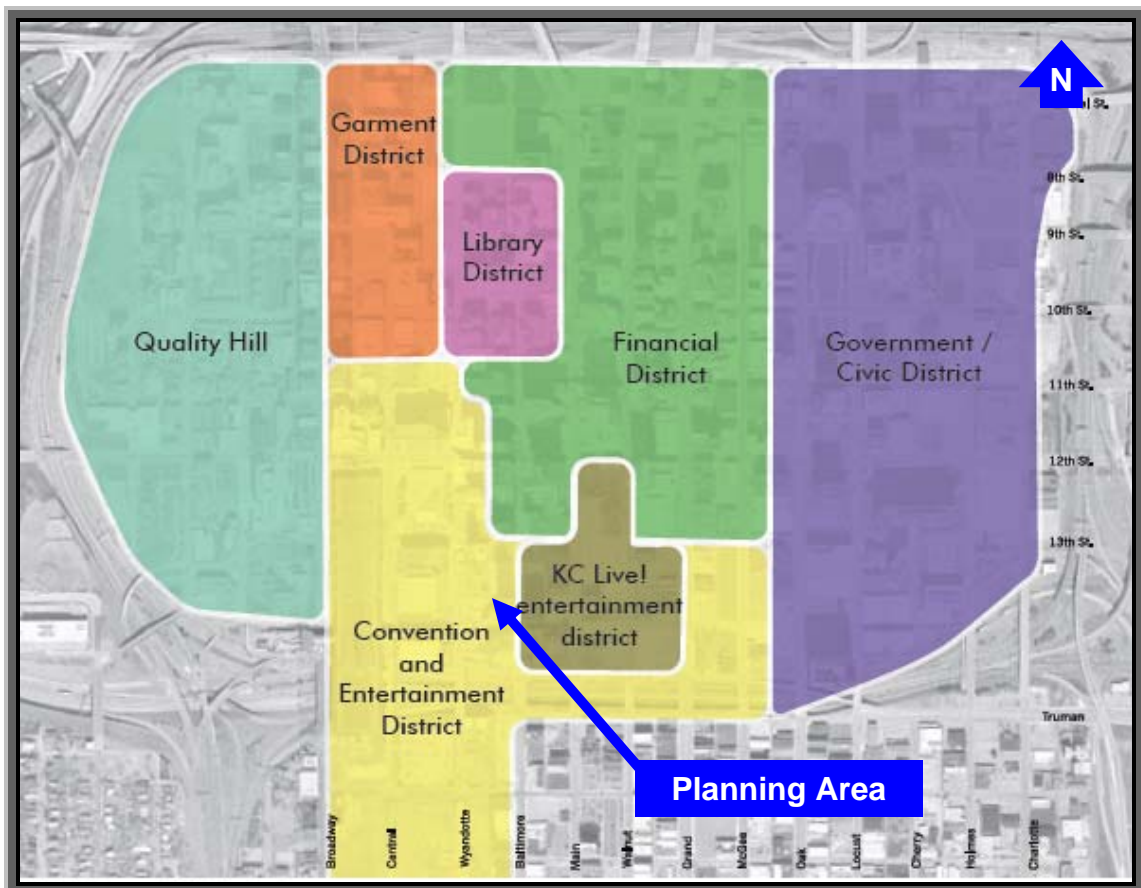 N
Garment
District
Library
District
Quality Hill
Financial
District
Government /
Civic District
8th St.
9th St.
10th St.
11th St.
12th St.
13th St.
KC Live!
entertainment
district
Convention
and
Entertainment
District
Truman
Planning Area
Broadway
Central
Wyandotte
Baltimore
Main
Walnut
Grand
McGee
Oak
Locust
Cherry
Holmes
Charlotte